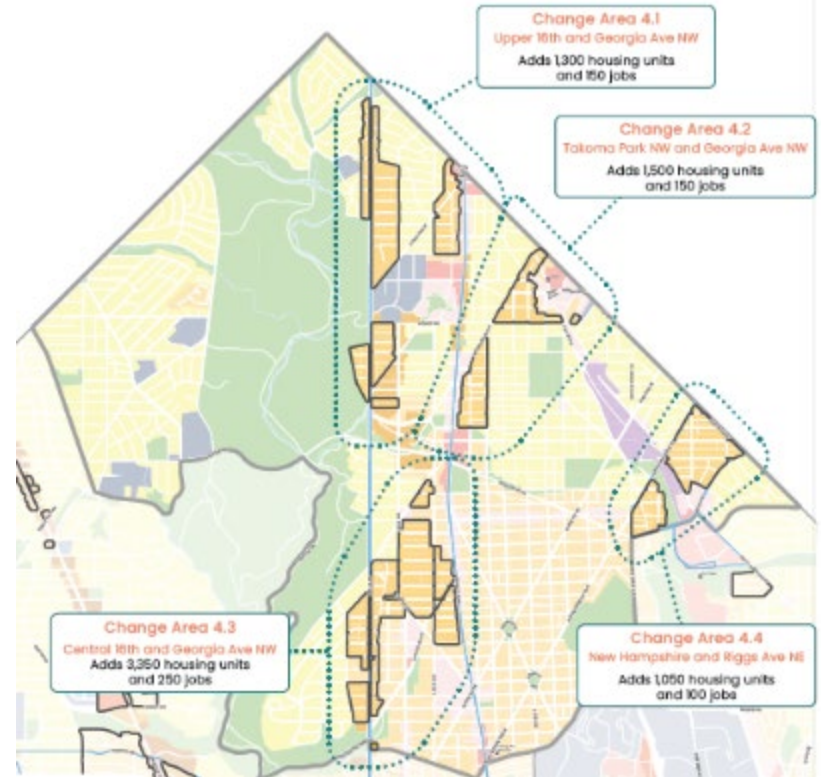 Change Area 4.1
Upper 16th and Georgia Ave NW
Adds 1,300 housing units
and 150 jobs
Change Area 4.2
Takoma Park NW and Georgia Ave NW
Adds 1,500 housing units
and 150 jobs
Change Area 4.3
Central 16th and Georgia Ave NW
Adds 3,350 housing units
and 250 jobs
Change Area 4.4
New Hampshire and Riggs Ave NE
Adds 1,050 housing units
and 100 jobs